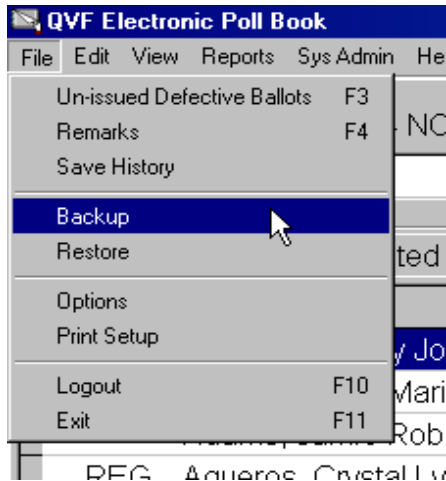 QVF Electronic Poll Book
File Edit View Reports Sys Admin
Un-issued Defective Ballots F3
Remarks F4
Save History
Backup
Restore
Options
Print Setup
Logout F10
Exit F11
REG Aqueros, Crystal